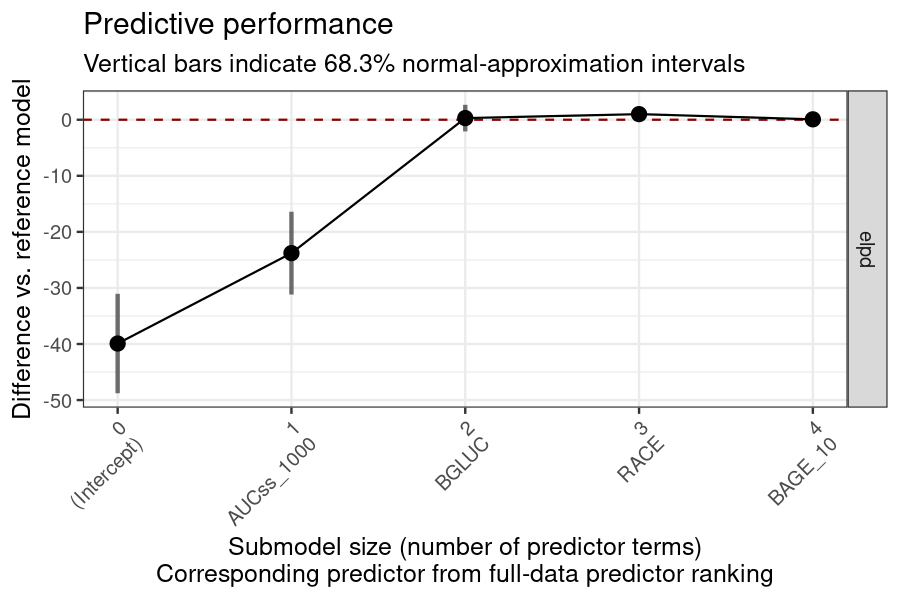 Predictive performance
Vertical bars indicate 68.3% normal-approximation intervals
Difference vs. reference model
0
-10
-20
-30
-40
-50
elpd
0
(Intercept)
1
AUCss_1000
2
BGLUC
3
RACE
4
BAGE_10
Submodel size (number of predictor terms)
Corresponding predictor from full-data predictor ranking